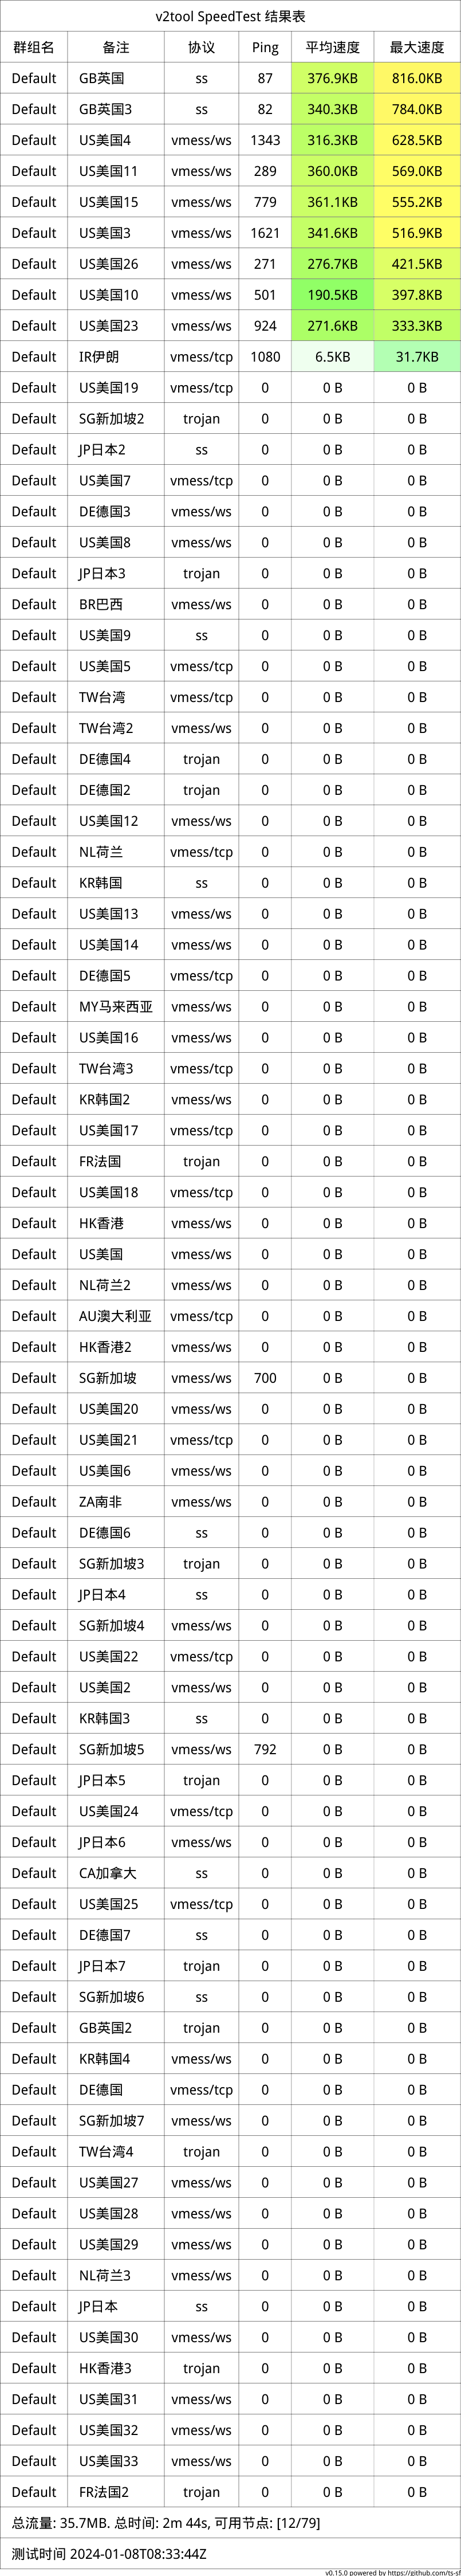 v2tool SpeedTest 结果表
群组名 备注 协议 Ping 平均速度 最大速度
Default GB英国 ss 87 376.9KB 816.0KB
Default GB英国3 ss 82 340.3KB 784.0KB
Default US美国4 vmess/ws 1343 316.3KB 628.5KB
Default US美国11 vmess/ws 289 360.0KB 569.0KB
Default US美国15 vmess/ws 779 361.1KB 555.2KB
Default US美国3 vmess/ws 1621 341.6KB 516.9KB
Default US美国26 vmess/ws 271 276.7KB 421.5KB
Default US美国10 vmess/ws 501 190.5KB 397.8KB
Default US美国23 vmess/ws 924 271.6KB 333.3KB
Default IR伊朗 vmess/tcp 1080 6.5KB 31.7KB
Default US美国19 vmess/tcp 0 0 B 0 B
Default SG新加坡2 trojan 0 0 B 0 B
Default JP日本2 ss 0 0 B 0 B
Default US美国7 vmess/tcp 0 0 B 0 B
Default DE德国3 vmess/ws 0 0 B 0 B
Default US美国8 vmess/ws 0 0 B 0 B
Default JP日本3 trojan 0 0 B 0 B
Default BR巴西 vmess/ws 0 0 B 0 B
Default US美国9 ss 0 0 B 0 B
Default US美国5 vmess/tcp 0 0 B 0 B
Default TW台湾 vmess/tcp 0 0 B 0 B
Default TW台湾2 vmess/ws 0 0 B 0 B
Default DE德国4 trojan 0 0 B 0 B
Default DE德国2 trojan 0 0 B 0 B
Default US美国12 vmess/ws 0 0 B 0 B
Default NL荷兰 vmess/tcp 0 0 B 0 B
Default KR韩国 ss 0 0 B 0 B
Default US美国13 vmess/ws 0 0 B 0 B
Default US美国14 vmess/ws 0 0 B 0 B
Default DE德国5 vmess/tcp 0 0 B 0 B
Default MY马来西亚 vmess/ws 0 0 B 0 B
Default US美国16 vmess/ws 0 0 B 0 B
Default TW台湾3 vmess/tcp 0 0 B 0 B
Default KR韩国2 vmess/ws 0 0 B 0 B
Default US美国17 vmess/tcp 0 0 B 0 B
Default FR法国 trojan 0 0 B 0 B
Default US美国18 vmess/tcp 0 0 B 0 B
Default HK香港 vmess/ws 0 0 B 0 B
Default US美国 vmess/ws 0 0 B 0 B
Default NL荷兰2 vmess/ws 0 0 B 0 B
Default AU澳大利亚 vmess/tcp 0 0 B 0 B
Default HK香港2 vmess/ws 0 0 B 0 B
Default SG新加坡 vmess/ws 700 0 B 0 B
Default US美国20 vmess/ws 0 0 B 0 B
Default US美国21 vmess/tcp 0 0 B 0 B
Default US美国6 vmess/ws 0 0 B 0 B
Default ZA南非 vmess/ws 0 0 B 0 B
Default DE德国6 ss 0 0 B 0 B
Default SG新加坡3 trojan 0 0 B 0 B
Default JP日本4 ss 0 0 B 0 B
Default SG新加坡4 vmess/ws 0 0 B 0 B
Default US美国22 vmess/tcp 0 0 B 0 B
Default US美国2 vmess/ws 0 0 B 0 B
Default KR韩国3 ss 0 0 B 0 B
Default SG新加坡5 vmess/ws 792 0 B 0 B
Default JP日本5 trojan 0 0 B 0 B
Default US美国24 vmess/tcp 0 0 B 0 B
Default JP日本6 vmess/ws 0 0 B 0 B
Default CA加拿大 ss 0 0 B 0 B
Default US美国25 vmess/tcp 0 0 B 0 B
Default DE德国7 ss 0 0 B 0 B
Default JP日本7 trojan 0 0 B 0 B
Default SG新加坡6 ss 0 0 B 0 B
Default GB英国2 trojan 0 0 B 0 B
Default KR韩国4 vmess/ws 0 0 B 0 B
Default DE德国 vmess/tcp 0 0 B 0 B
Default SG新加坡7 vmess/ws 0 0 B 0 B
Default TW台湾4 trojan 0 0 B 0 B
Default US美国27 vmess/ws 0 0 B 0 B
Default US美国28 vmess/ws 0 0 B 0 B
Default US美国29 vmess/ws 0 0 B 0 B
Default NL荷兰3 vmess/ws 0 0 B 0 B
Default JP日本 ss 0 0 B 0 B
Default US美国30 vmess/ws 0 0 B 0 B
Default HK香港3 trojan 0 0 B 0 B
Default US美国31 vmess/ws 0 0 B 0 B
Default US美国32 vmess/ws 0 0 B 0 B
Default US美国33 vmess/ws 0 0 B 0 B
Default FR法国2 trojan 0 0 B 0 B
总流量: 35.7MB. 总时间: 2m 44s, 可用节点: [12/79]
测试时间 2024-01-08T08:33:44Z
v0.15.0 powered by https://github.com/ts-sf